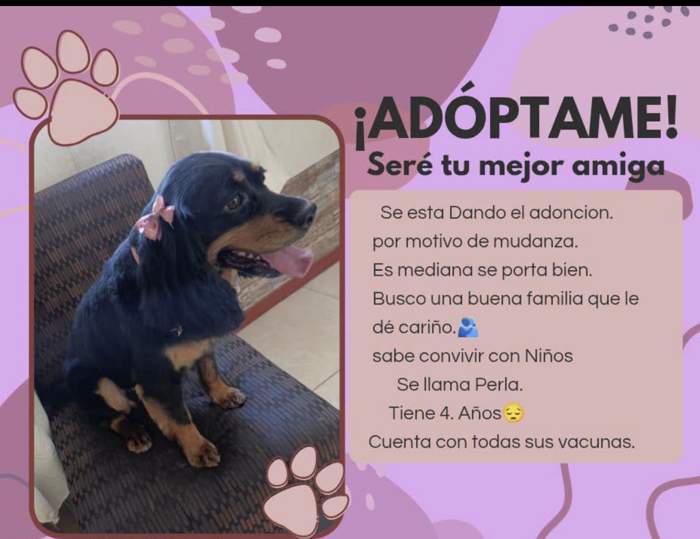 ¡ADÓPTAME!
Seré tu mejor amiga
Se esta Dando el adoncion.
por motivo de mudanza.
Es mediana se porta bien.
Busco una buena familia que le
dé cariño.🫂
sabe convivir con Niños
Se llama Perla.
Tiene 4. Años😔
Cuenta con todas sus vacunas.